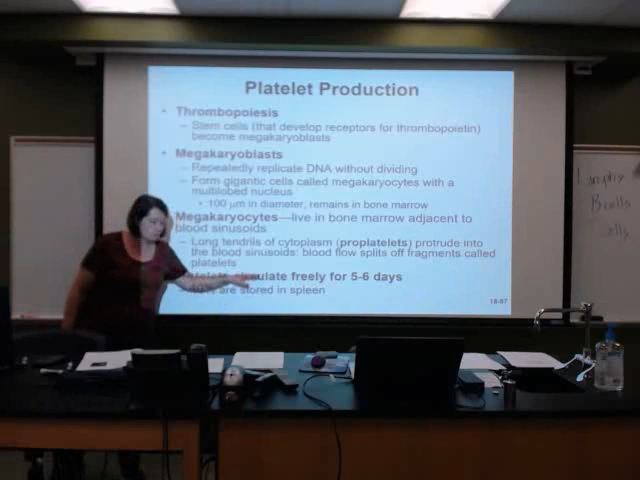 Platelet Production
• Thrombopoiesis
– Stem cells (that develop receptors for thrombopoietin)
become megakaryoblasts
• Megakaryoblasts
– Repeatedly replicate DNA without dividing
– Form gigantic cells called megakaryocytes with a
multilobed nucleus
• 100 µm in diameter, remains in bone marrow
Megakaryocytes—live in bone marrow adjacent to
blood sinusoids
– Long tendrils of cytoplasm (proplatelets) protrude into
the blood sinusoids: blood flow splits off fragments called
platelets
freely for 5-6 days
are stored in spleen
18-67
B cells
cells